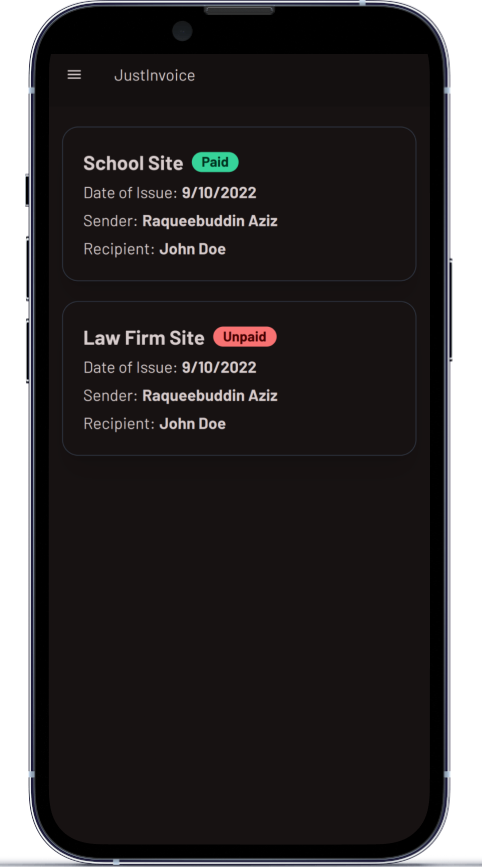 JustInvoice
School Site Paid
Date of Issue: 9/10/2022
Sender: Raqueebuddin Aziz
Recipient: John Doe
Law Firm Site Unpaid
Date of Issue: 9/10/2022
Sender: Raqueebuddin Aziz
Recipient: John Doe